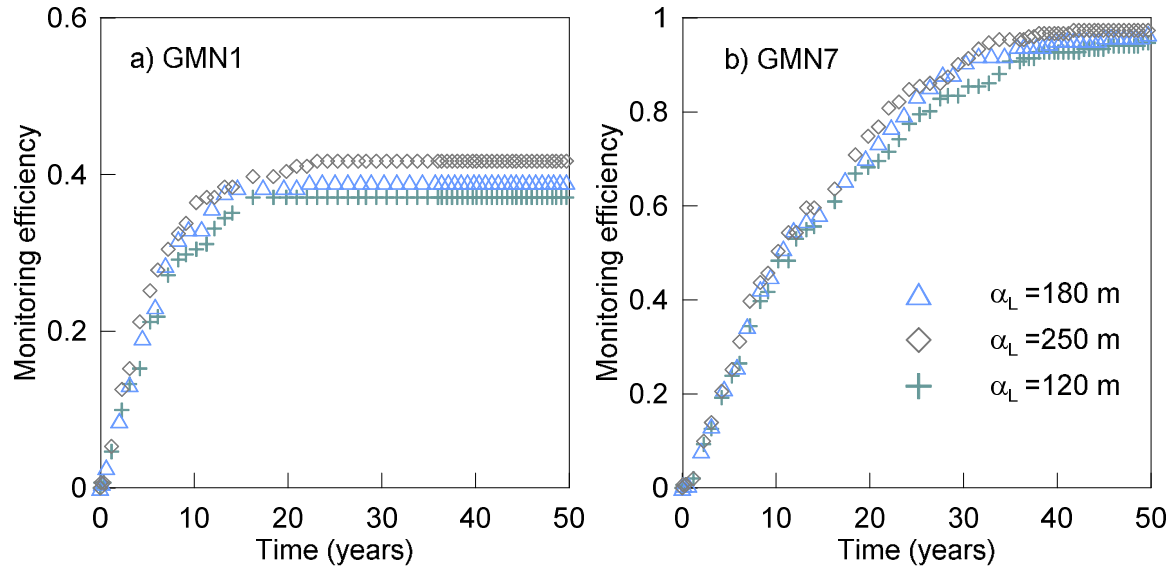 a) GMN1
0.6
0.4
0.2
0
Monitoring efficiency
0 10 20 30 40 50
Time (years)
b) GMN7
1
0.8
0.6
0.4
0.2
0
Monitoring efficiency
0 10 20 30 40 50
Time (years)
αL =180 m
αL =250 m
αL =120 m